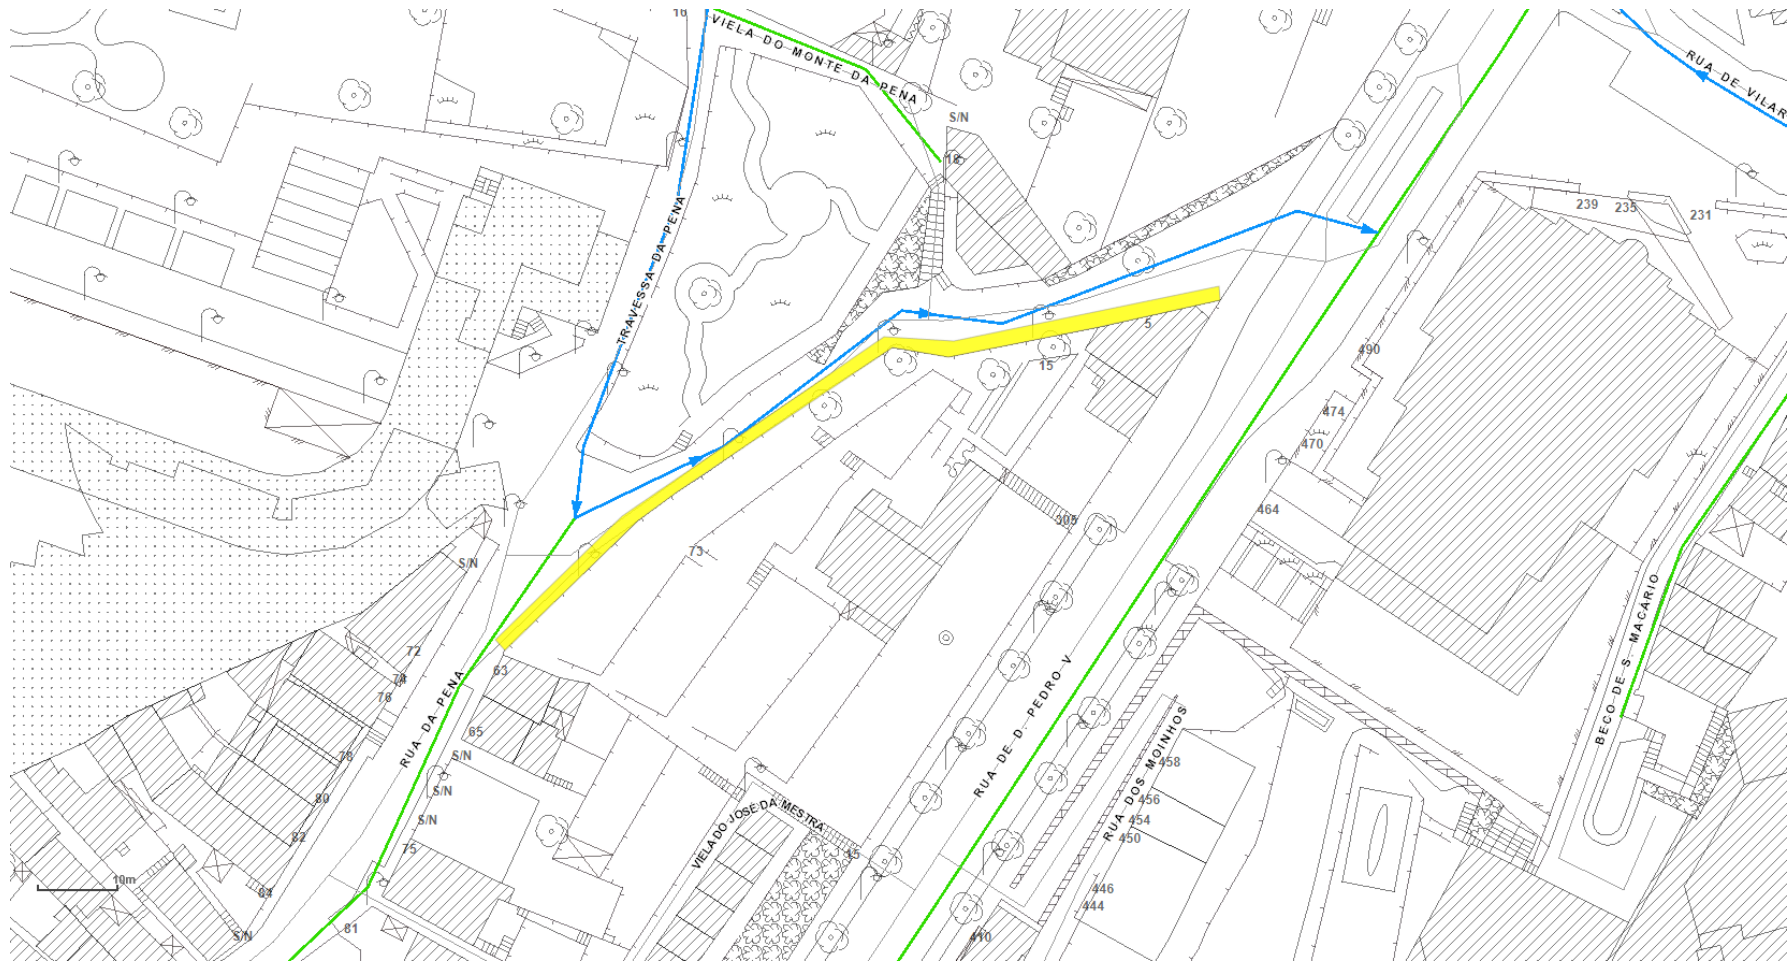 16
VIELA DO MONTE DA PENA
S/N
18
RUA DE VILAR
239
235
231
TRAVESSA DA PENA
5
15
490
474
470
464
305
73
S/N
72
74
76
63
65
RUA DA PENA
S/N
78
S/N
80
S/N
82
75
84
81
S/N
10m
VIELA DO JOSÉ DA MESTRA
15
RUA DE D. PEDRO V
RUA DOS MOINHOS
458
456
454
450
446
444
410
BECO DE S. MACÁRIO